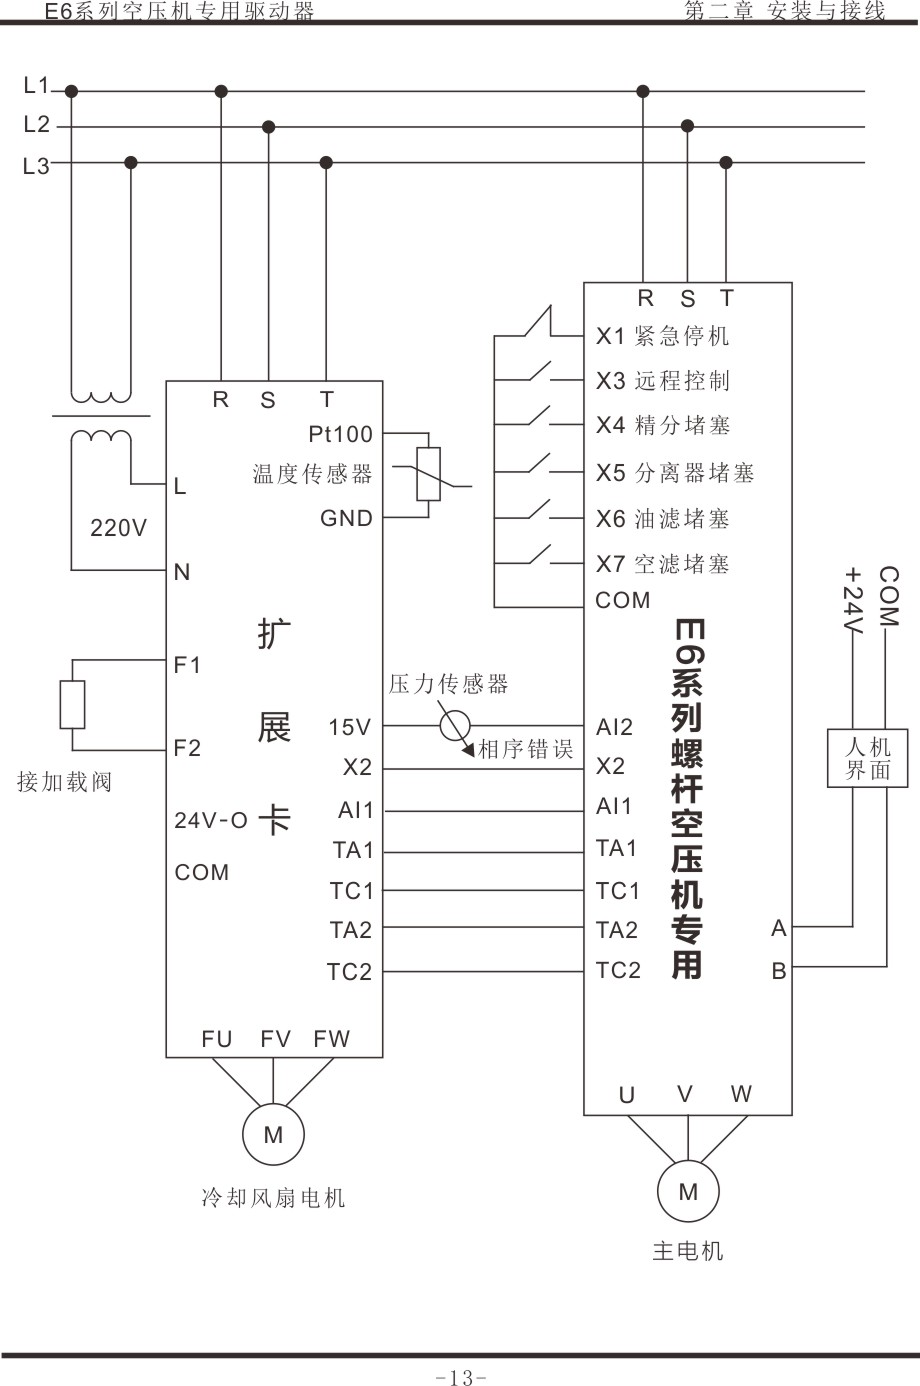 E6系列空压机专用驱动器
第二章 安装与接线
L1
L2
L3
R S T
X1 紧急停机
X3 远程控制
X4 精分堵塞
X5 分离器堵塞
X6 油滤堵塞
X7 空滤堵塞
COM
R S T
Pt100
温度传感器
GND
L
220V
N
F1
F2
接加载阀
24V-O
COM
扩展卡
15V
X2
AI1
TA1
TC1
TA2
TC2
压力传感器
相序错误
AI2
X2
AI1
TA1
TC1
TA2
TC2
E6系列螺杆空压机专用
COM
+24V
人机
界面
A
B
FU FV FW
M
冷却风扇电机
U V W
M
主电机
-13-